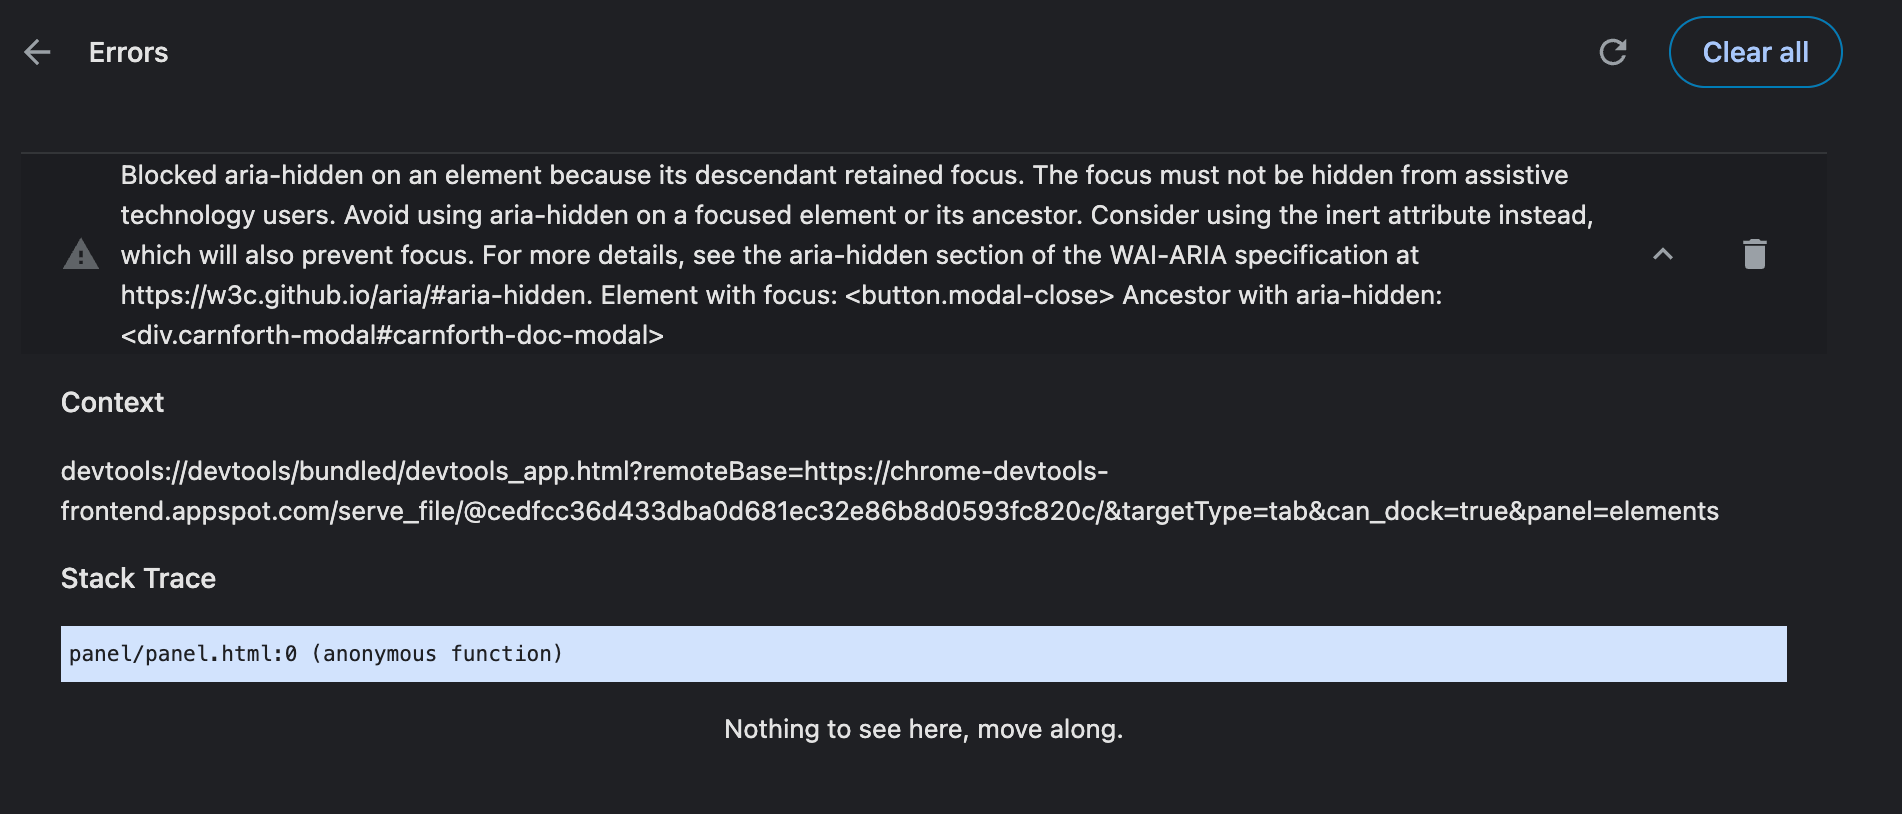 Errors
Clear all
Blocked aria-hidden on an element because its descendant retained focus. The focus must not be hidden from assistive
technology users. Avoid using aria-hidden on a focused element or its ancestor. Consider using the inert attribute instead,
which will also prevent focus. For more details, see the aria-hidden section of the WAI-ARIA specification at
https://w3c.github.io/aria/#aria-hidden. Element with focus: <button.modal-close> Ancestor with aria-hidden:
<div.carnforth-modal#carnforth-doc-modal>
Context
devtools://devtools/bundled/devtools_app.html?remoteBase=https://chrome-devtools-
frontend.appspot.com/serve_file/@cedfcc36d433dba0d681ec32e86b8d0593fc820c/&targetType=tab&can_dock=true&panel=elements
Stack Trace
panel/panel.html:0 (anonymous function)
Nothing to see here, move along.